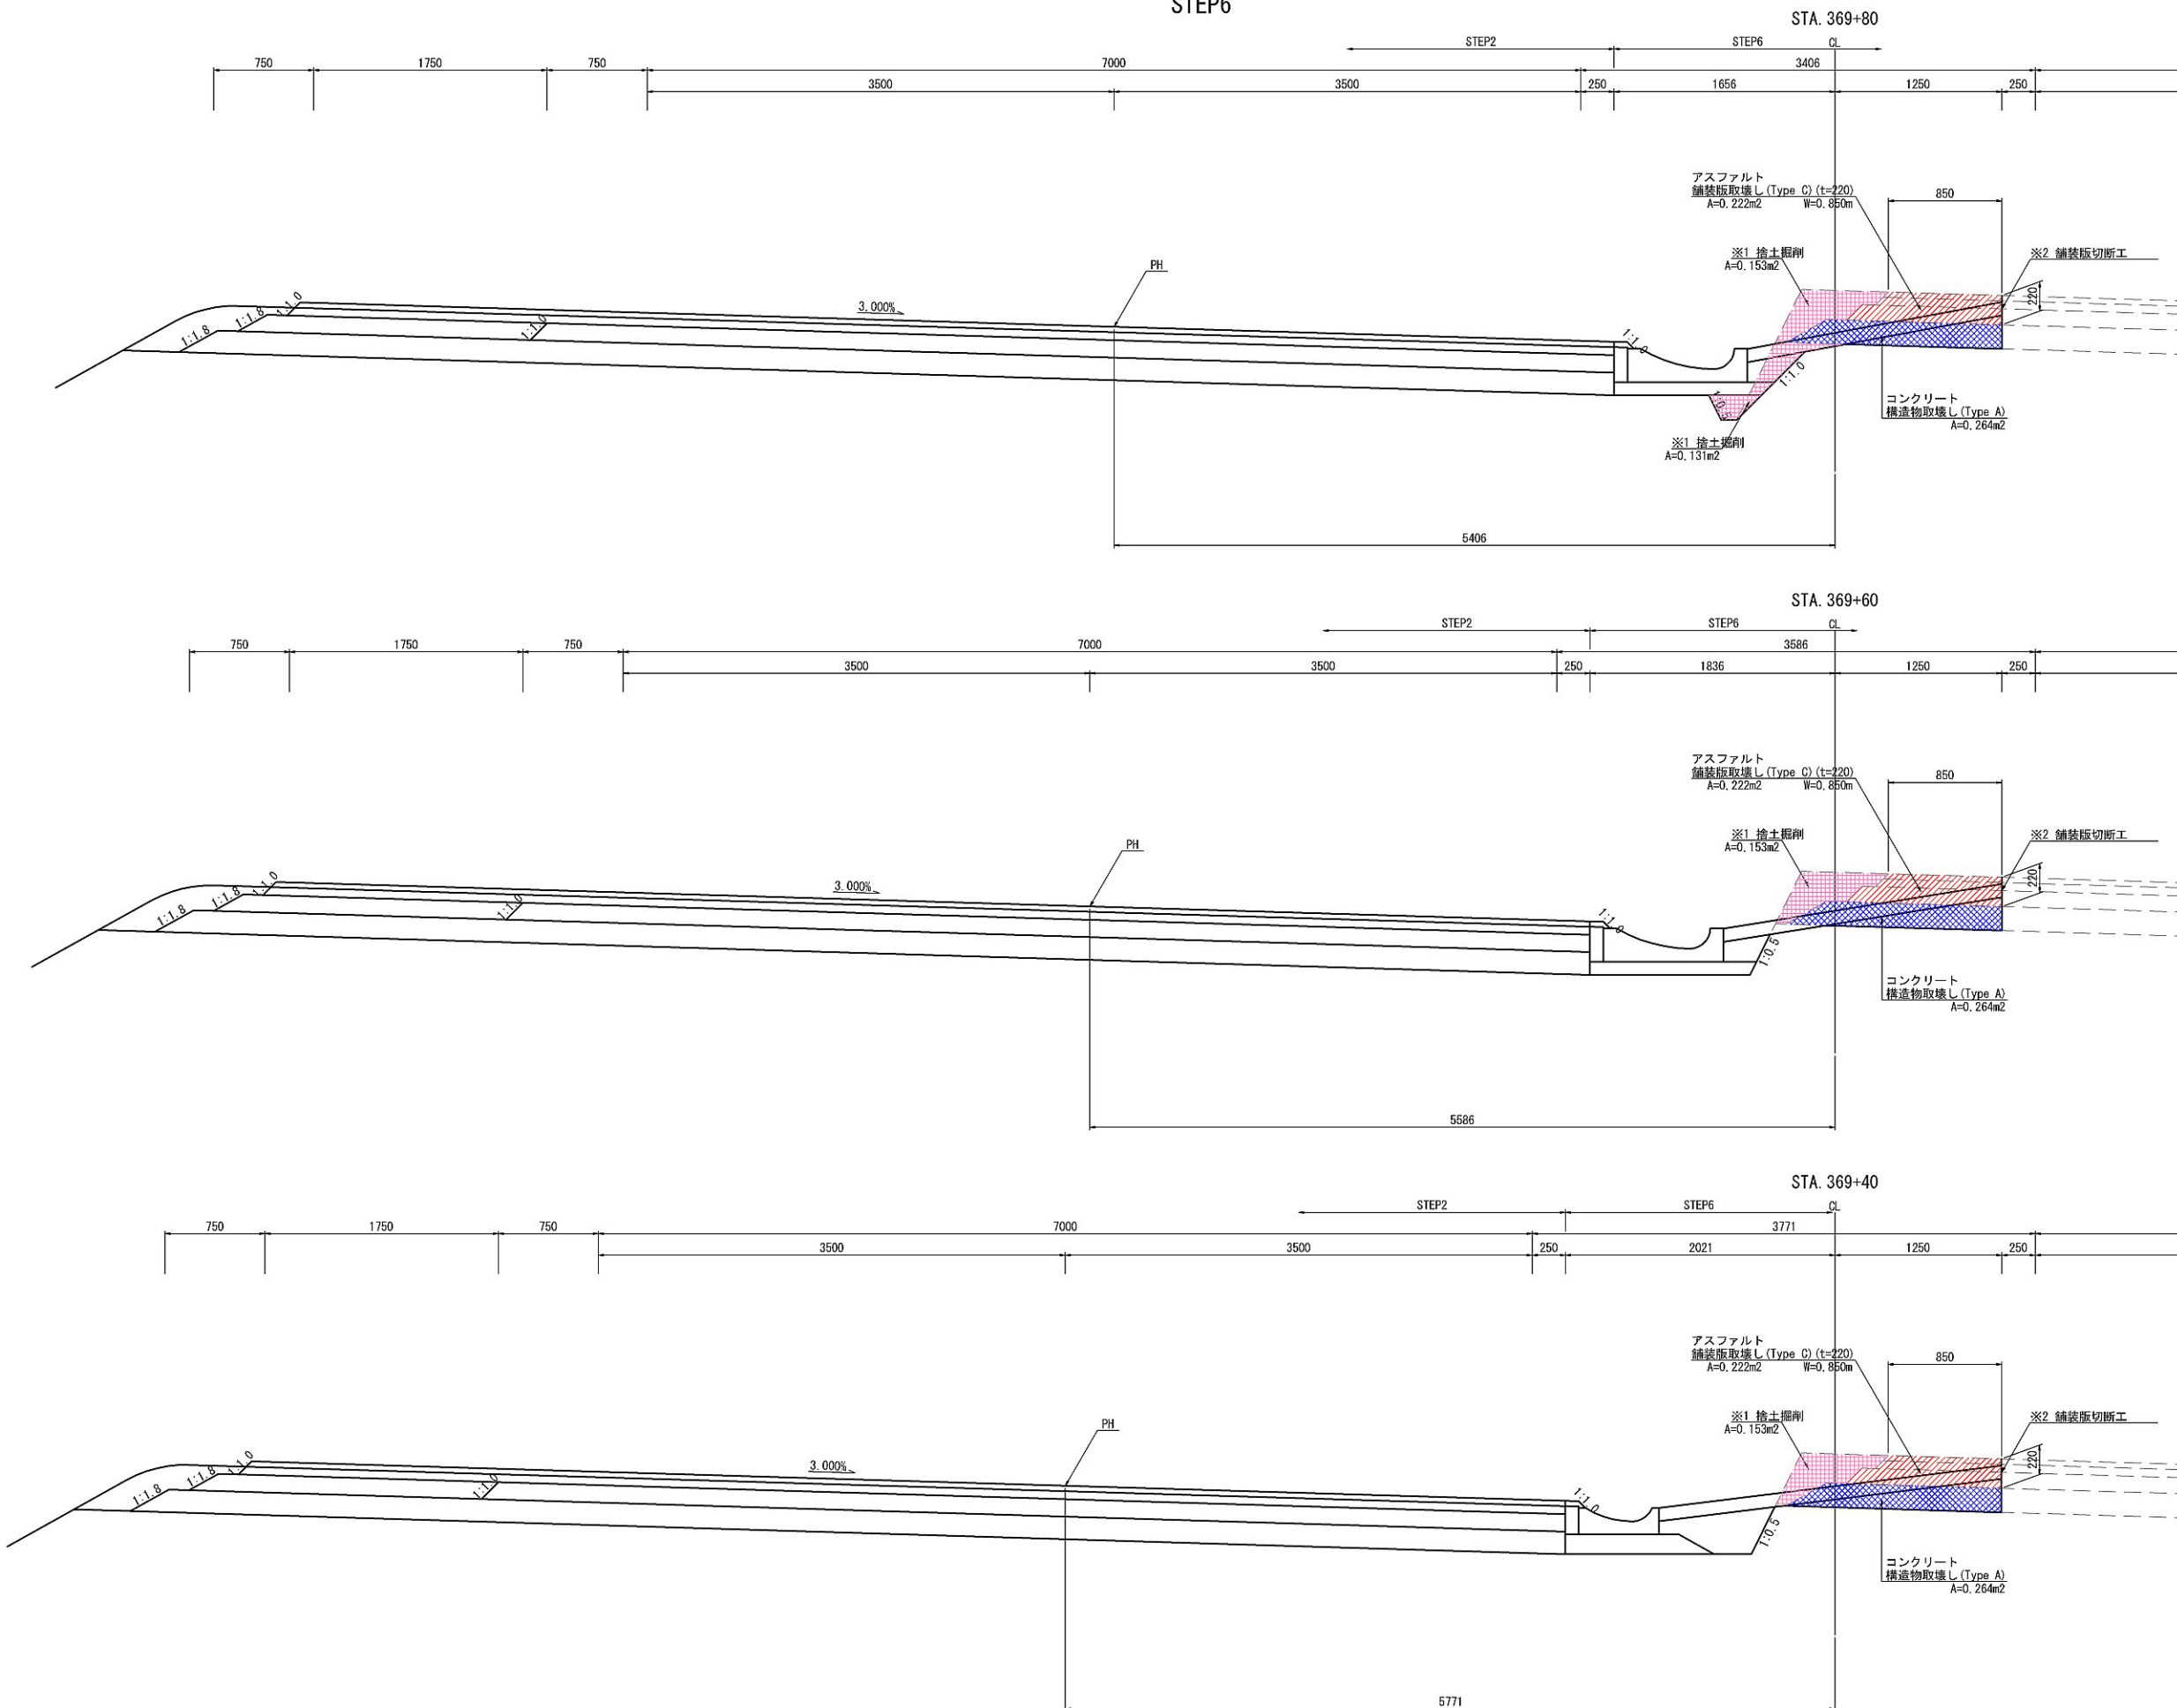 STEP6
STA. 369+80
STEP2 STEP6 CL
750 1750 750 7000 3406
3500 3500 250 1656 1250 250
アスファルト
舗装版取壊し(Type C)(t=220)
A=0.222m2 W=0.850m
850
※1 捨土掘削
A=0.153m2
※2 舗装版切断工
220
PH
3.000%
1:1.8 1:1.8 1:1.0 1:1.0 1:1.0
1:1.0
1:0.5
コンクリート
構造物取壊し(Type A)
A=0.264m2
※1 捨土掘削
A=0.131m2
5406
STA. 369+60
STEP2 STEP6 CL
750 1750 750 7000 3586
3500 3500 250 1836 1250 250
アスファルト
舗装版取壊し(Type C)(t=220)
A=0.222m2 W=0.850m
850
※1 捨土掘削
A=0.153m2
※2 舗装版切断工
220
PH
3.000%
1:1.8 1:1.8 1:1.0 1:1.0 1:1.0
1:0.5
コンクリート
構造物取壊し(Type A)
A=0.264m2
5586
STA. 369+40
STEP2 STEP6 CL
750 1750 750 7000 3771
3500 3500 250 2021 1250 250
アスファルト
舗装版取壊し(Type C)(t=220)
A=0.222m2 W=0.850m
850
※1 捨土掘削
A=0.153m2
※2 舗装版切断工
220
PH
3.000%
1:1.8 1:1.8 1:1.0 1:1.0 1:1.0
1:0.5
コンクリート
構造物取壊し(Type A)
A=0.264m2
5771